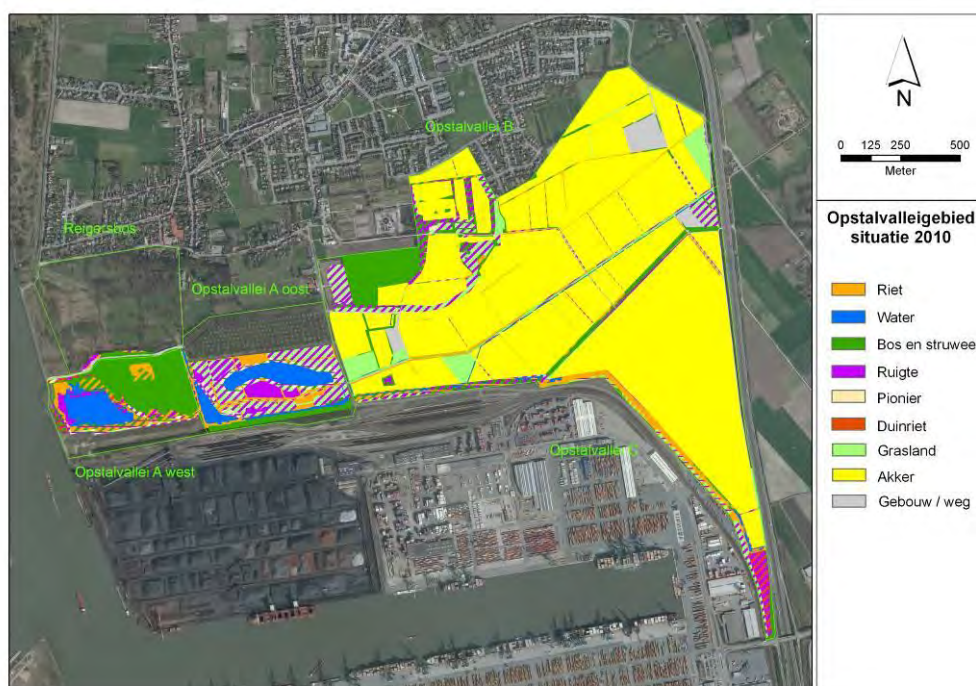 Opstalvallei B
Reigersbos
Opstalvallei A oost
Opstalvallei A west
Opstalvallei C
N
0 125 250 500
Meter
Opstalvalleigebied
situatie 2010
Riet
Water
Bos en struwee
Ruigte
Pionier
Duinriet
Grasland
Akker
Gebouw / weg